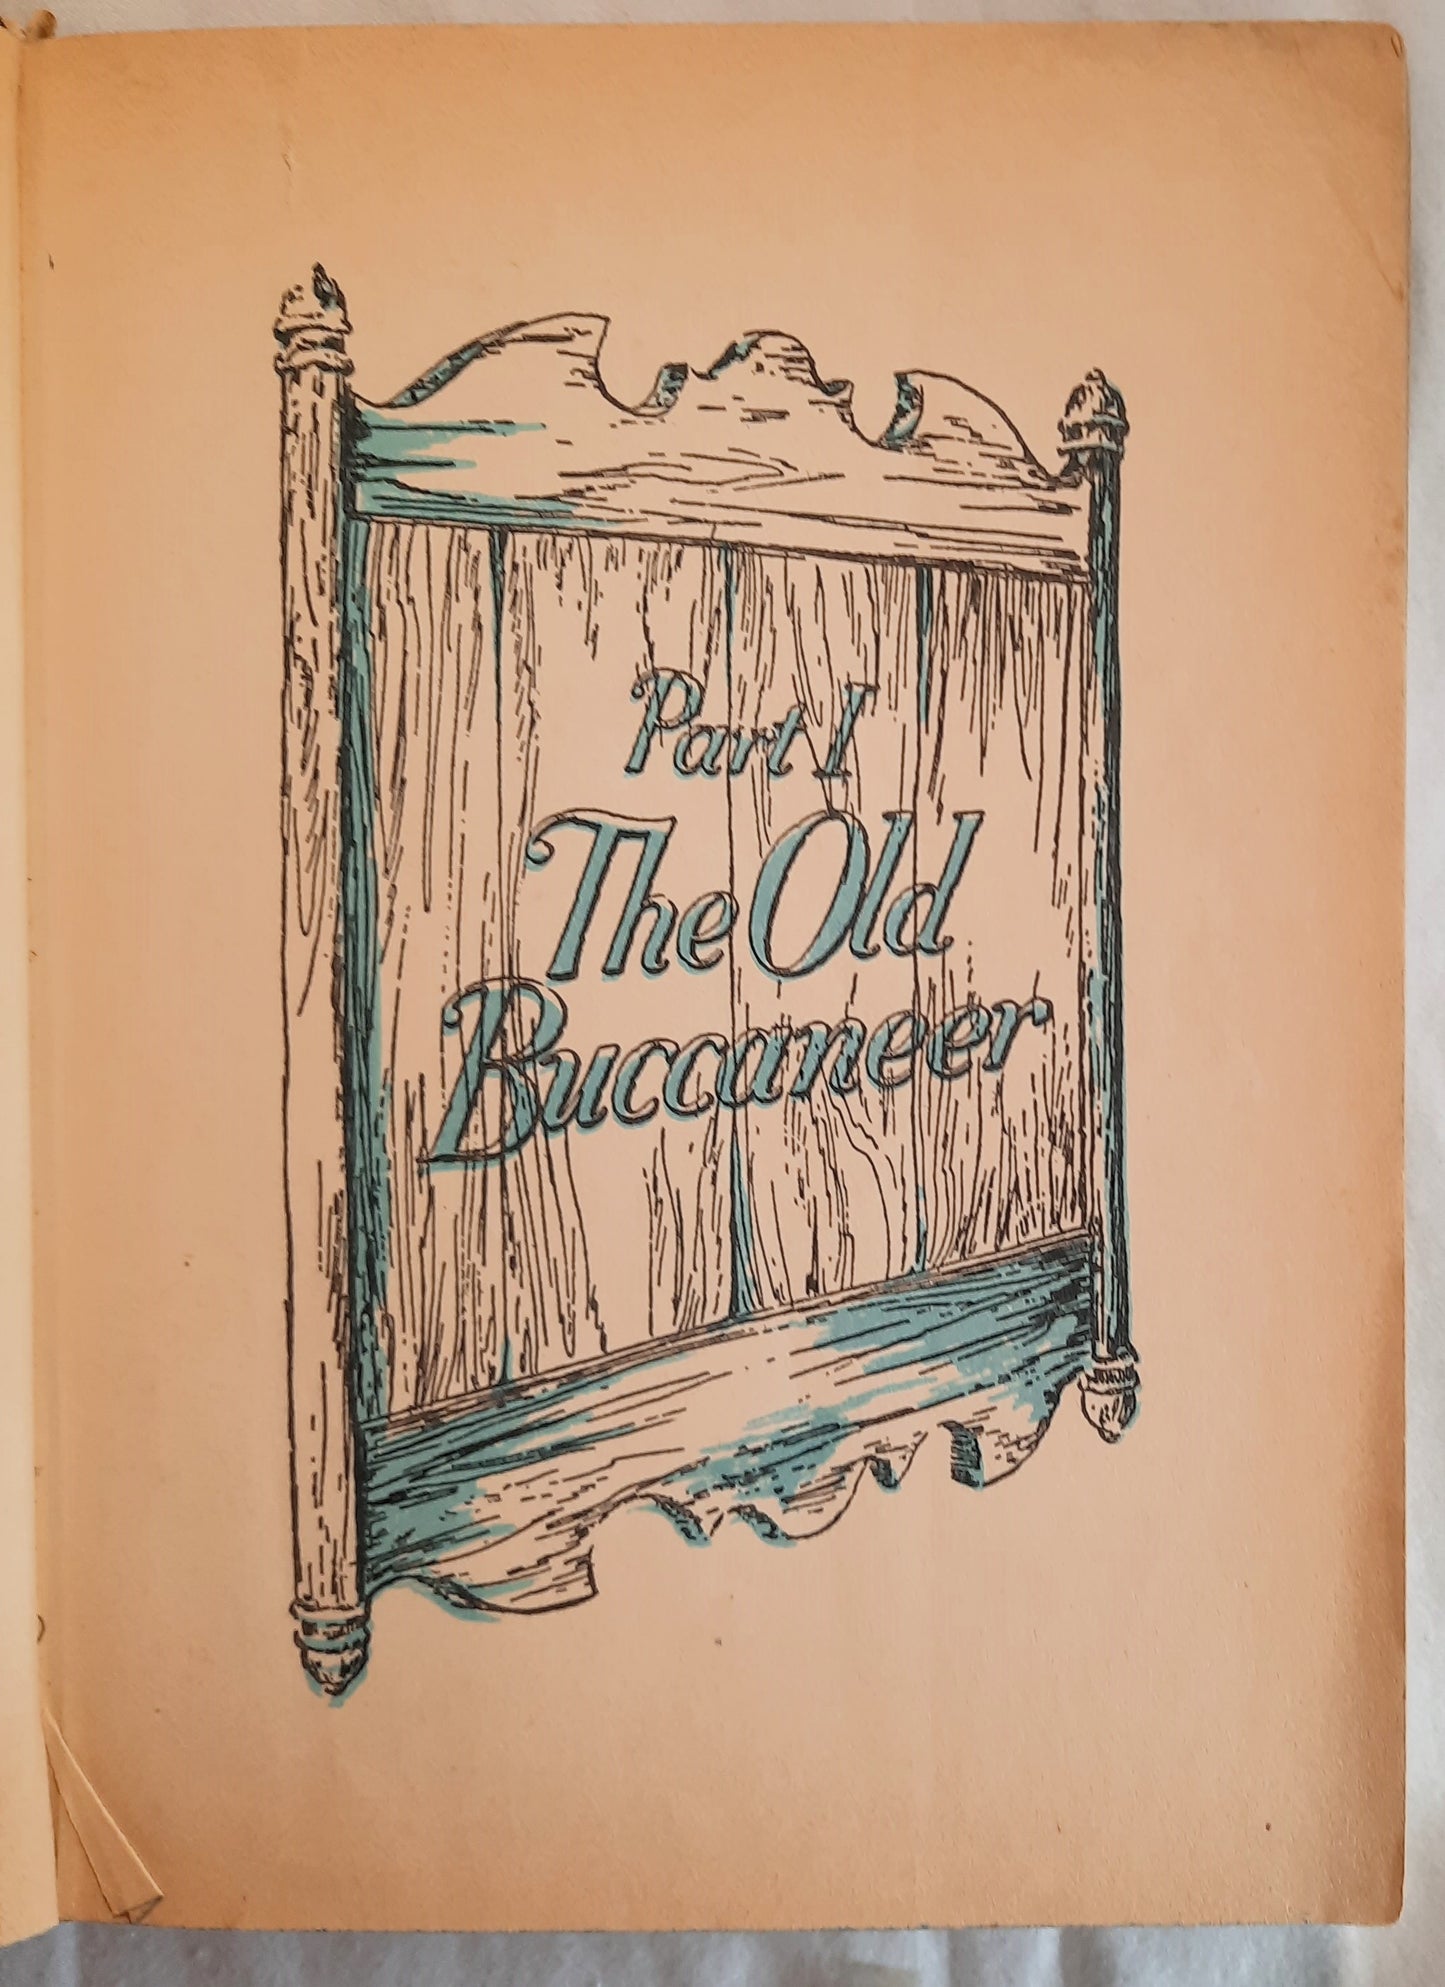 Part I
The Old
Buccaneer